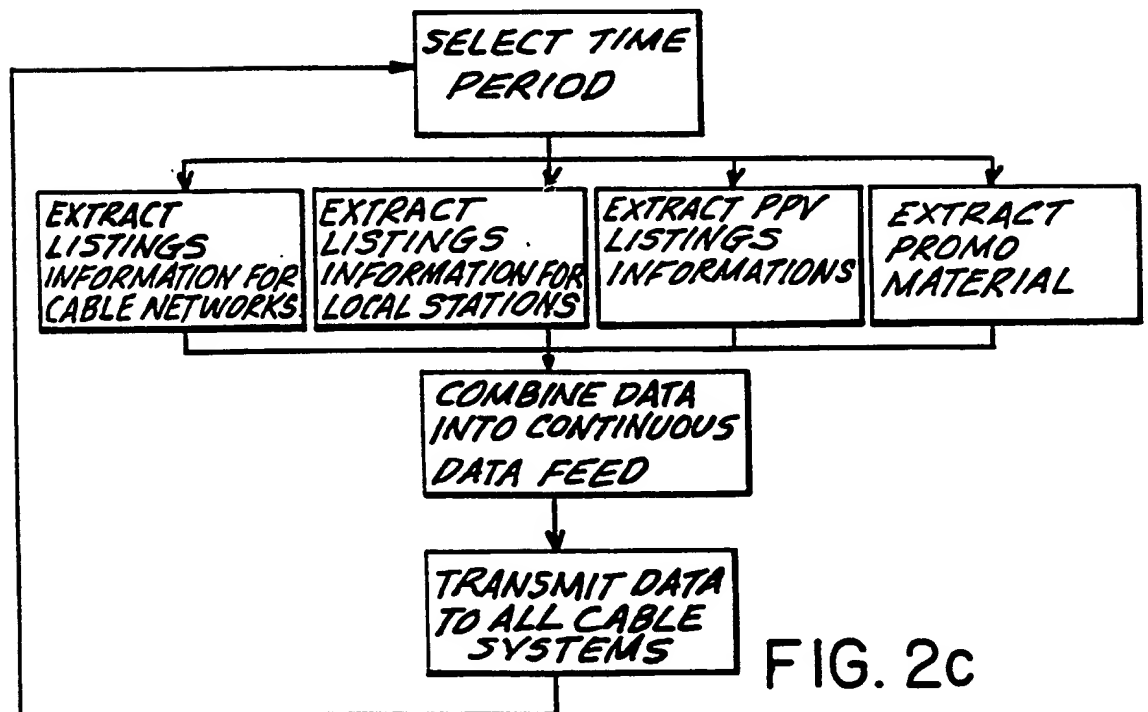 SELECT TIME
PERIOD
EXTRACT
LISTINGS
INFORMATION FOR
CABLE NETWORKS
EXTRACT
LISTINGS
INFORMATION FOR
LOCAL STATIONS
EXTRACT PPV
LISTINGS
INFORMATIONS
EXTRACT
PROMO
MATERIAL
COMBINE DATA
INTO CONTINUOUS
DATA FEED
TRANSMIT DATA
TO ALL CABLE
SYSTEMS
FIG. 2c